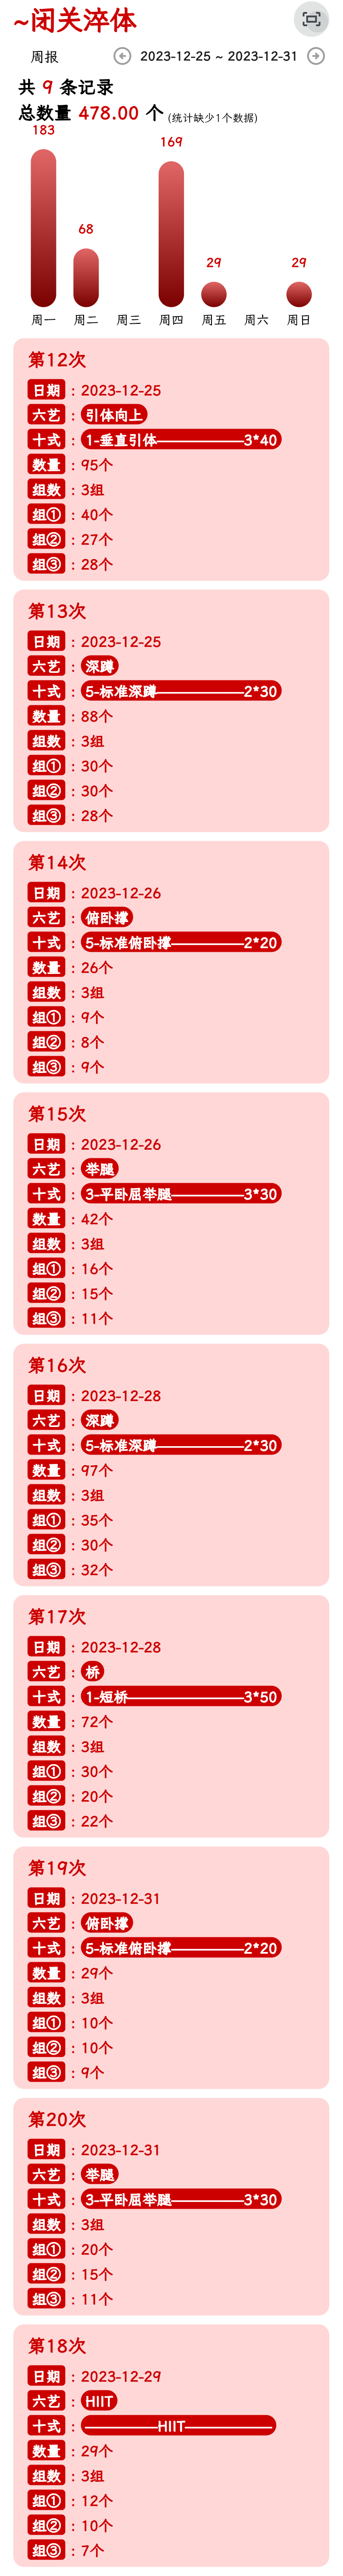 ~闭关淬体
周报 2023-12-25 ~ 2023-12-31
共 9 条记录
总数量 478.00 个 (统计缺少1个数据)
183 68 169 29 29
周一 周二 周三 周四 周五 周六 周日
第12次
日期 : 2023-12-25
六艺 : 引体向上
十式 : 1-垂直引体——————3*40
数量 : 95个
组数 : 3组
组① : 40个
组② : 27个
组③ : 28个
第13次
日期 : 2023-12-25
六艺 : 深蹲
十式 : 5-标准深蹲——————2*30
数量 : 88个
组数 : 3组
组① : 30个
组② : 30个
组③ : 28个
第14次
日期 : 2023-12-26
六艺 : 俯卧撑
十式 : 5-标准俯卧撑—————2*20
数量 : 26个
组数 : 3组
组① : 9个
组② : 8个
组③ : 9个
第15次
日期 : 2023-12-26
六艺 : 举腿
十式 : 3-平卧屈举腿—————3*30
数量 : 42个
组数 : 3组
组① : 16个
组② : 15个
组③ : 11个
第16次
日期 : 2023-12-28
六艺 : 深蹲
十式 : 5-标准深蹲——————2*30
数量 : 97个
组数 : 3组
组① : 35个
组② : 30个
组③ : 32个
第17次
日期 : 2023-12-28
六艺 : 桥
十式 : 1-短桥————————3*50
数量 : 72个
组数 : 3组
组① : 30个
组② : 20个
组③ : 22个
第19次
日期 : 2023-12-31
六艺 : 俯卧撑
十式 : 5-标准俯卧撑—————2*20
数量 : 29个
组数 : 3组
组① : 10个
组② : 10个
组③ : 9个
第20次
日期 : 2023-12-31
六艺 : 举腿
十式 : 3-平卧屈举腿—————3*30
组数 : 3组
组① : 20个
组② : 15个
组③ : 11个
第18次
日期 : 2023-12-29
六艺 : HIIT
十式 : —————HIIT——————
数量 : 29个
组数 : 3组
组① : 12个
组② : 10个
组③ : 7个